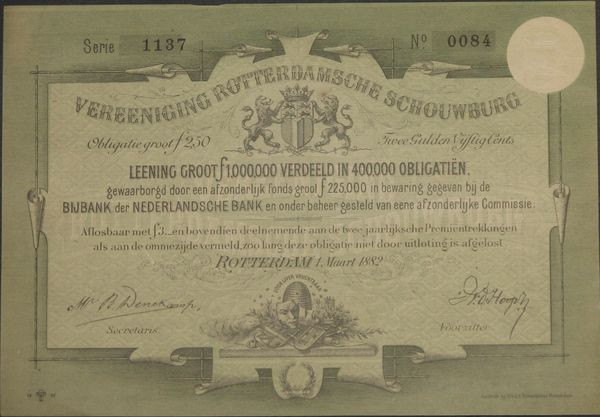 Serie 1137 No 0084
VEREENIGING ROTTERDAMSCHE SCHOUWBURG
Obligatie groot ƒ 2.50 Twee Gulden Vijftig Cents
LEENING GROOT ƒ 1,000,000 VERDEELD IN 400.000 OBLIGATIËN,
gewaarborgd door een afzonderlijk fonds groot ƒ 225,000 in bewaring gegeven bij de
BIJBANK der NEDERLANDSCHE BANK en onder beheer gesteld van eene afzonderlijke Commissie.
Aflosbaar met ƒ 3._ en bovendien deelnemende aan de twee jaarlijksche Premietrekkingen
als aan de ommezijde vermeld, zoo lang deze obligatie niet door uitloting is afgelost
ROTTERDAM 1. Maart 1882
DOOR IJVER VRUCHTBAAR
Secretaris. Voorzitter.